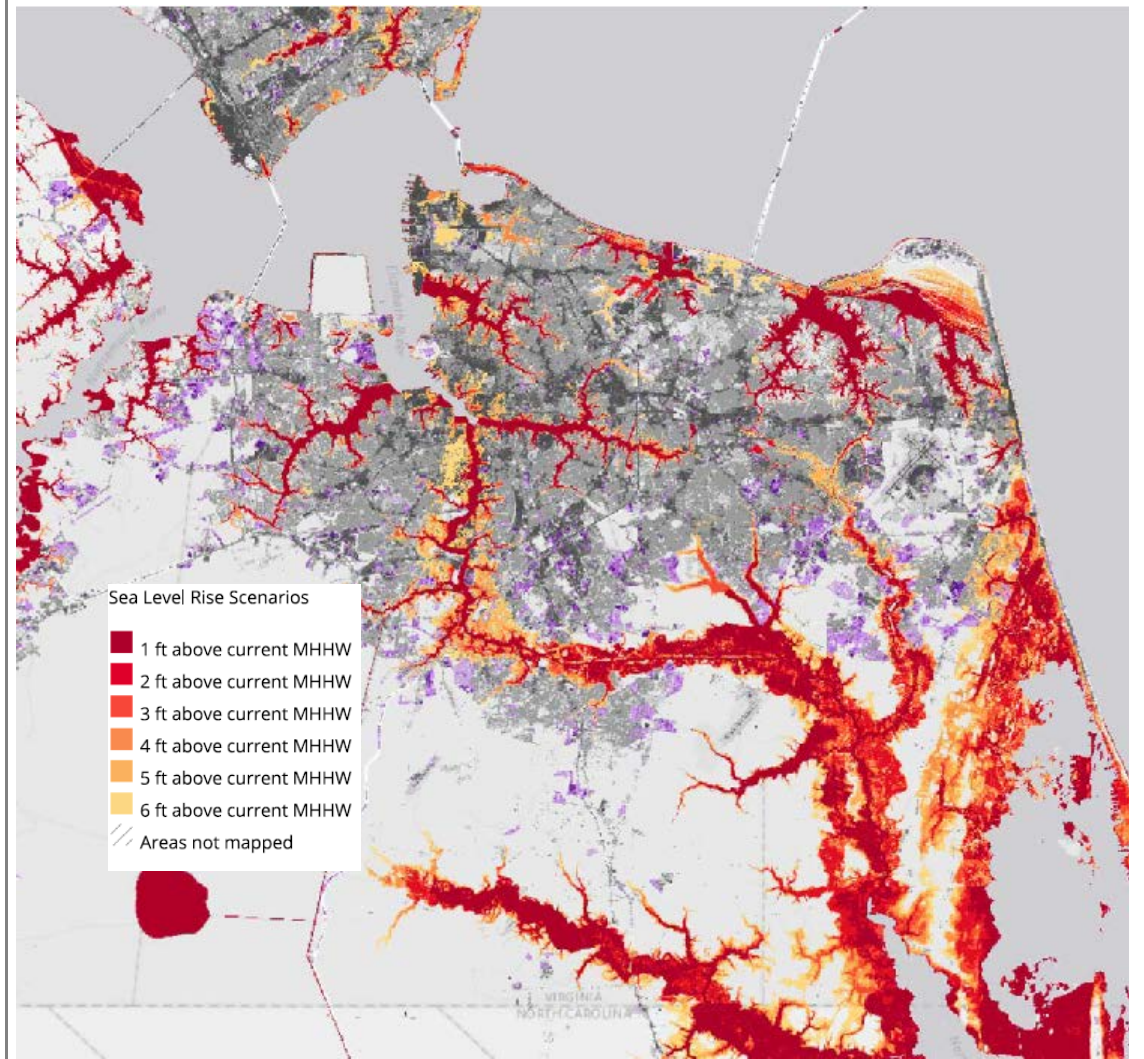 Sea Level Rise Scenarios
1 ft above current MHHW
2 ft above current MHHW
3 ft above current MHHW
4 ft above current MHHW
5 ft above current MHHW
6 ft above current MHHW
Areas not mapped
VIRGINIA
NORTH CAROLINA